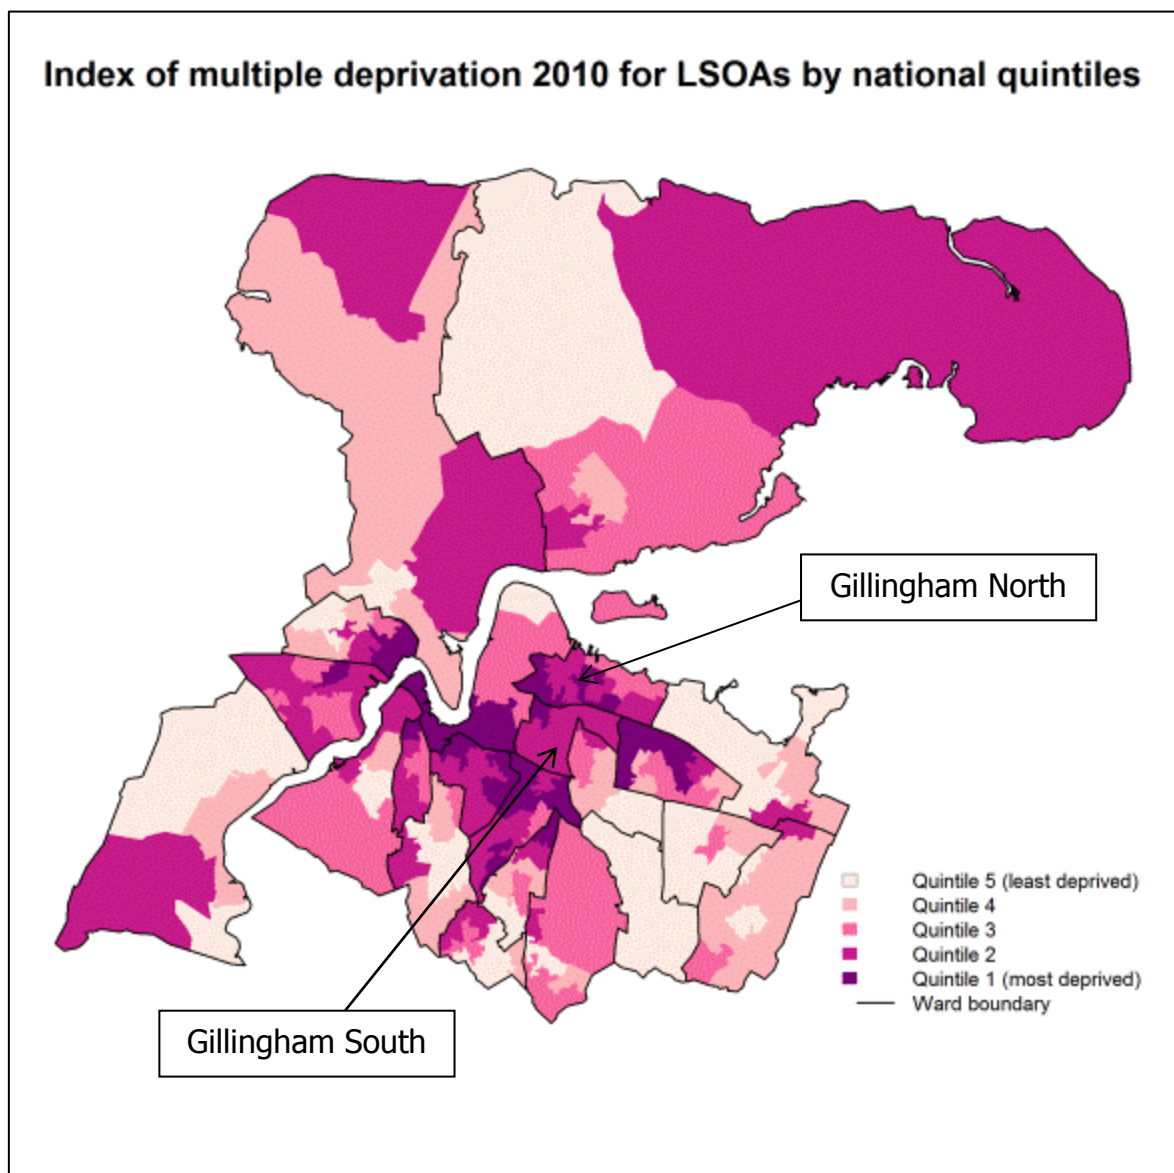 Index of multiple deprivation 2010 for LSOAs by national quintiles
Gillingham North
Quintile 5 (least deprived)
Quintile 4
Quintile 3
Quintile 2
Quintile 1 (most deprived)
Ward boundary
Gillingham South